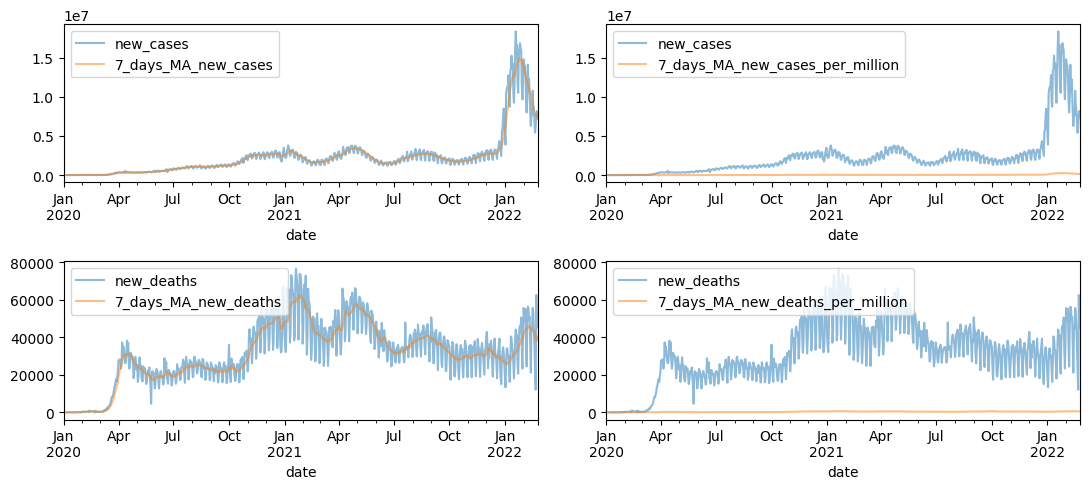 1e7
new_cases
7_days_MA_new_cases
1.5
1.0
0.5
0.0
Jan Apr Jul Oct Jan Apr Jul Oct Jan
2020 2021 2022
date
1e7
new_cases
7_days_MA_new_cases_per_million
1.5
1.0
0.5
0.0
Jan Apr Jul Oct Jan Apr Jul Oct Jan
2020 2021 2022
date
80000
new_deaths
7_days_MA_new_deaths
60000
40000
20000
0
Jan Apr Jul Oct Jan Apr Jul Oct Jan
2020 2021 2022
date
80000
new_deaths
7_days_MA_new_deaths_per_million
60000
40000
20000
0
Jan Apr Jul Oct Jan Apr Jul Oct Jan
2020 2021 2022
date